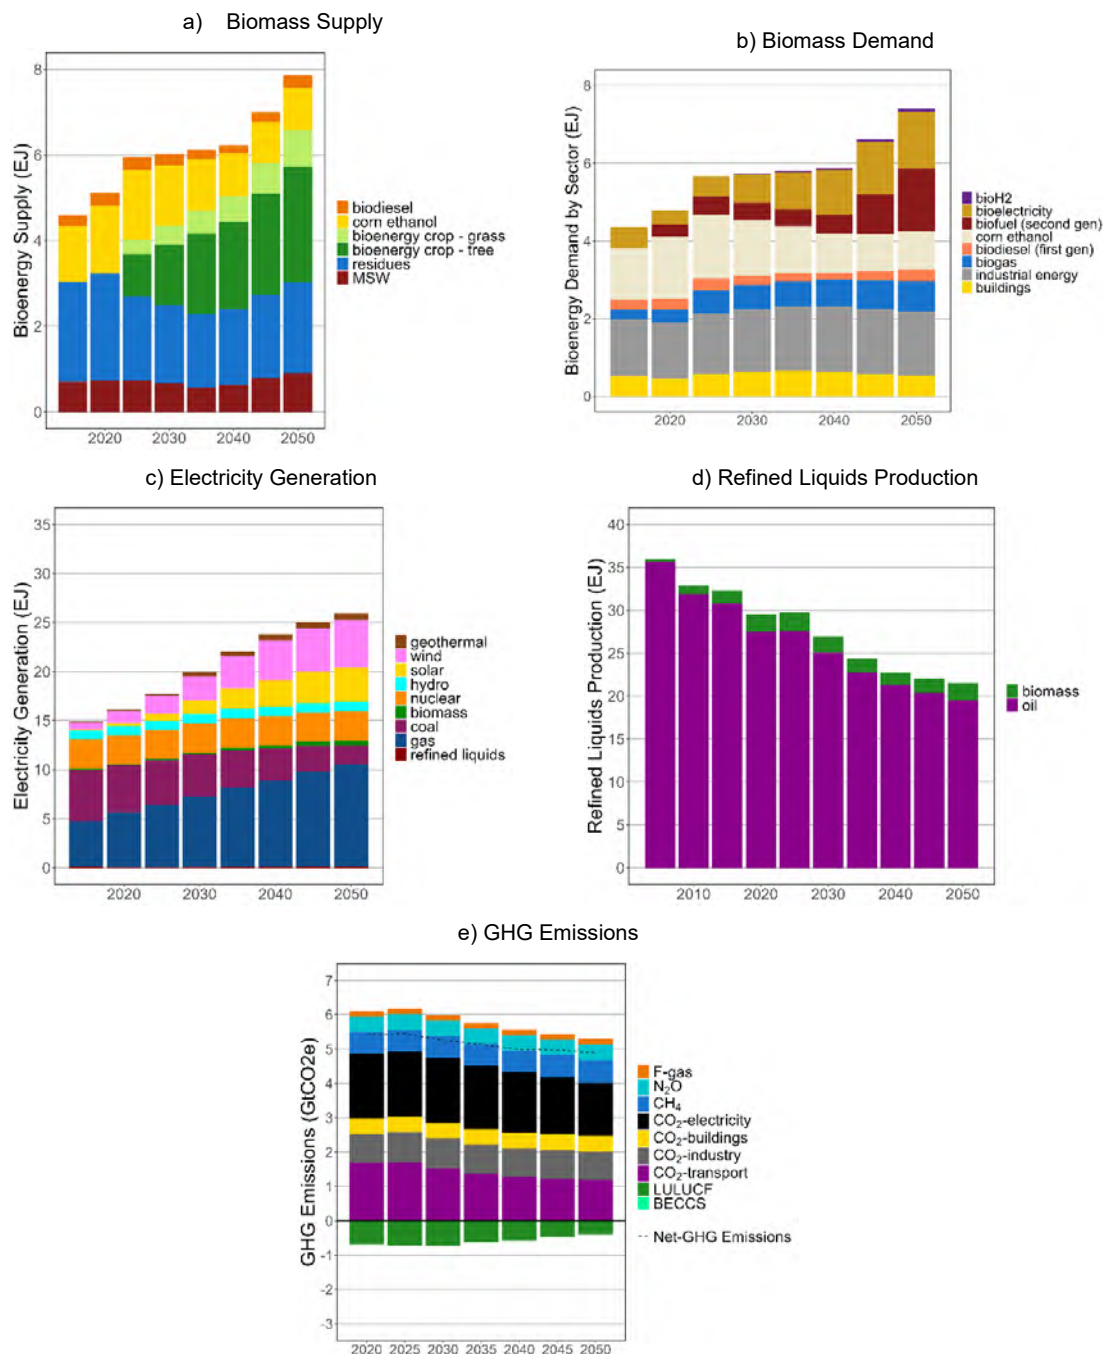 a) Biomass Supply
Bioenergy Supply (EJ)
8
6
4
2
0
2020 2030 2040 2050
biodiesel
corn ethanol
bioenergy crop - grass
bioenergy crop - tree
residues
MSW
b) Biomass Demand
Bioenergy Demand by Sector (EJ)
8
6
4
2
0
2020 2030 2040 2050
bioH2
bioelectricity
biofuel (second gen)
corn ethanol
biodiesel (first gen)
biogas
industrial energy
buildings
c) Electricity Generation
Electricity Generation (EJ)
35
30
25
20
15
10
5
0
2020 2030 2040 2050
geothermal
wind
solar
hydro
nuclear
biomass
coal
gas
refined liquids
d) Refined Liquids Production
Refined Liquids Production (EJ)
40
35
30
25
20
15
10
5
0
2010 2020 2030 2040 2050
biomass
oil
e) GHG Emissions
GHG Emissions (GtCO2e)
7
6
5
4
3
2
1
0
-1
-2
-3
2020 2025 2030 2035 2040 2045 2050
F-gas
N₂O
CH₄
CO₂-electricity
CO₂-buildings
CO₂-industry
CO₂-transport
LULUCF
BECCS
Net-GHG Emissions